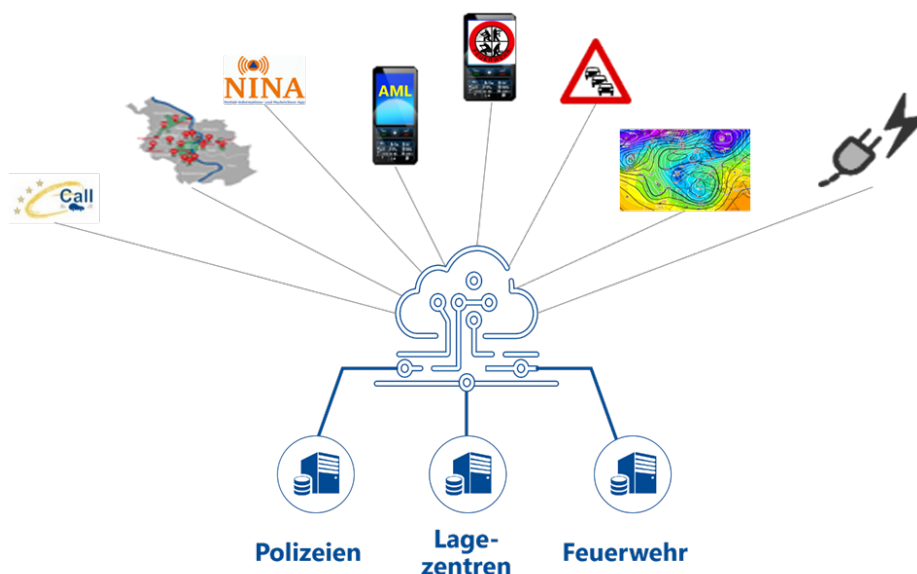 NINA
AML
Call
Polizeien
Lage-
zentren
Feuerwehr